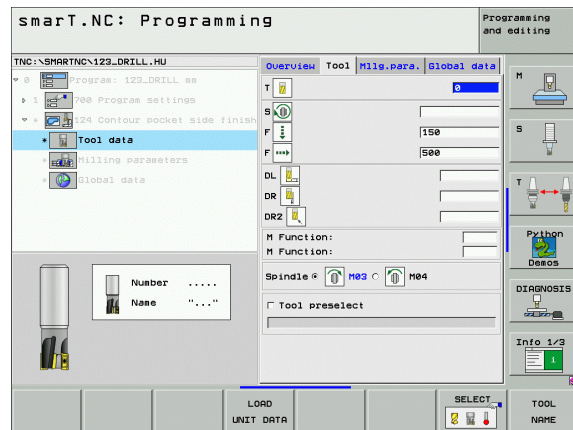 smarT.NC: Programming
Programming
and editing
TNC:\SMARTNC\123_DRILL.HU
0 Program: 123_DRILL mm
1 700 Program settings
124 Contour pocket side finish
* Tool data
* Milling parameters
* Global data
Number .....
Name "..."
Overview Tool Mllg.para. Global data
T 0
S
F 150
F 500
DL
DR
DR2
M Function:
M Function:
Spindle M03 M04
Tool preselect
M
S
T
Python
Demos
DIAGNOSIS
Info 1/3
LOAD
UNIT DATA
SELECT
TOOL
NAME